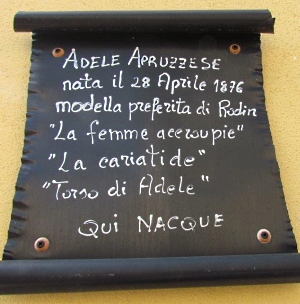 ADELE ABRUZZESE
nata il 28 Aprile 1876
modella preferita di Rodin
"La femme accroupie"
"La cariatide"
"Torso di Adele"
QUI NACQUE